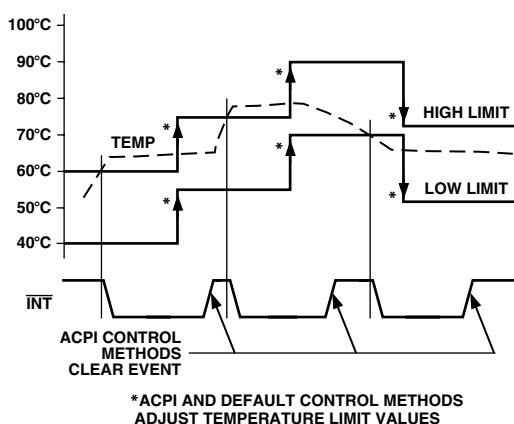 100°C
90°C
80°C
70°C
60°C
50°C
40°C
TEMP
HIGH LIMIT
LOW LIMIT
*
*
*
*
*
*
INT
ACPI CONTROL
METHODS
CLEAR EVENT
*ACPI AND DEFAULT CONTROL METHODS
ADJUST TEMPERATURE LIMIT VALUES